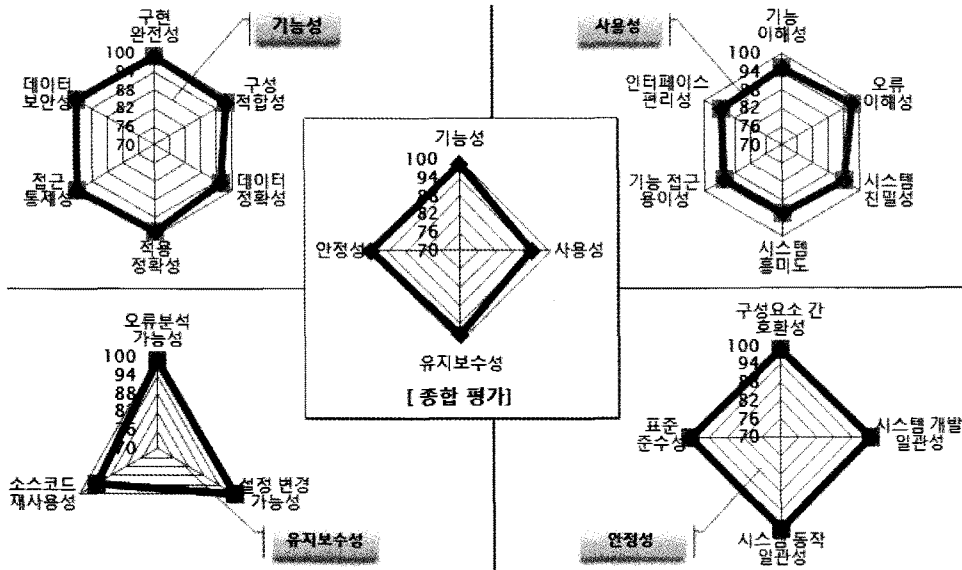 기능성
구현
완전성
100
94
88
82
76
70
데이터
보안성
구성
적합성
접근
통제성
데이터
정확성
적용
정확성
사용성
기능
이해성
100
94
88
82
76
70
인터페이스
편리성
오류
이해성
기능 접근
용이성
시스템
친밀성
시스템
흥미도
기능성
100
94
88
82
76
70
안정성
사용성
유지보수성
[ 종합 평가]
오류분석
가능성
100
94
88
82
76
70
소스코드
재사용성
설정 변경
가능성
유지보수성
구성요소 간
호환성
100
94
88
82
76
70
표준
준수성
시스템 개발
일관성
시스템 동작
일관성
안정성